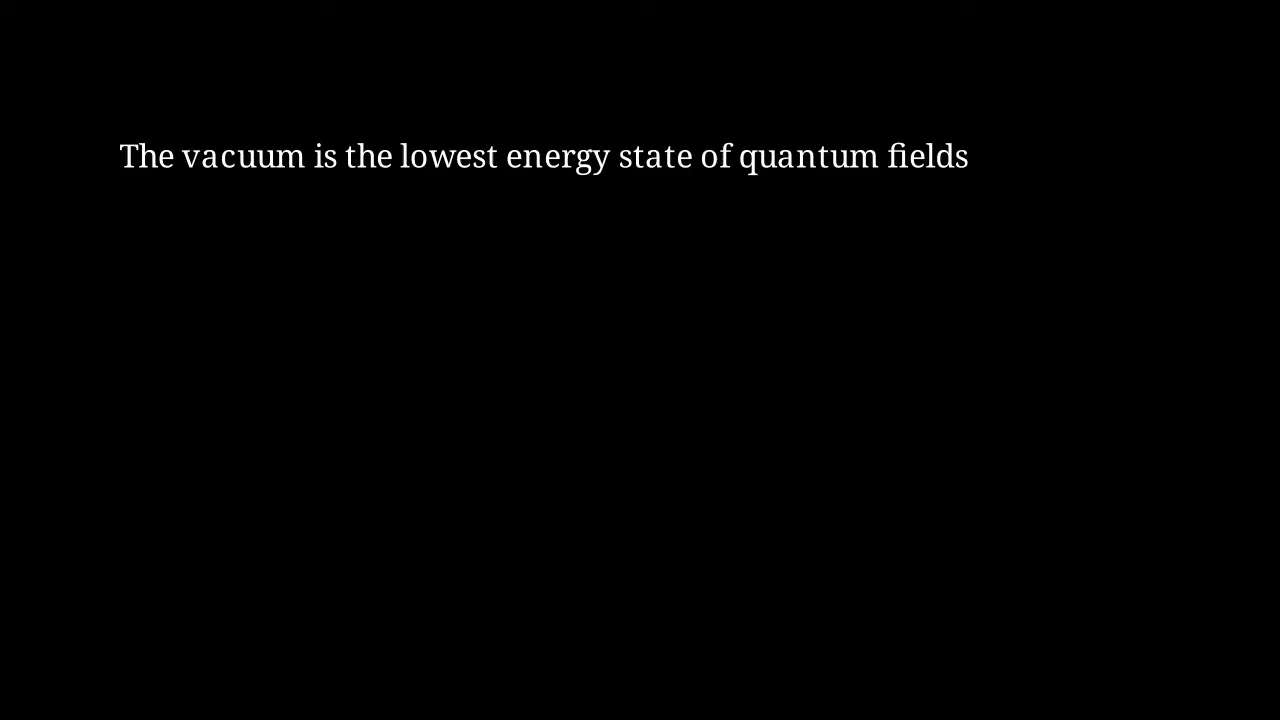 The vacuum is the lowest energy state of quantum fields